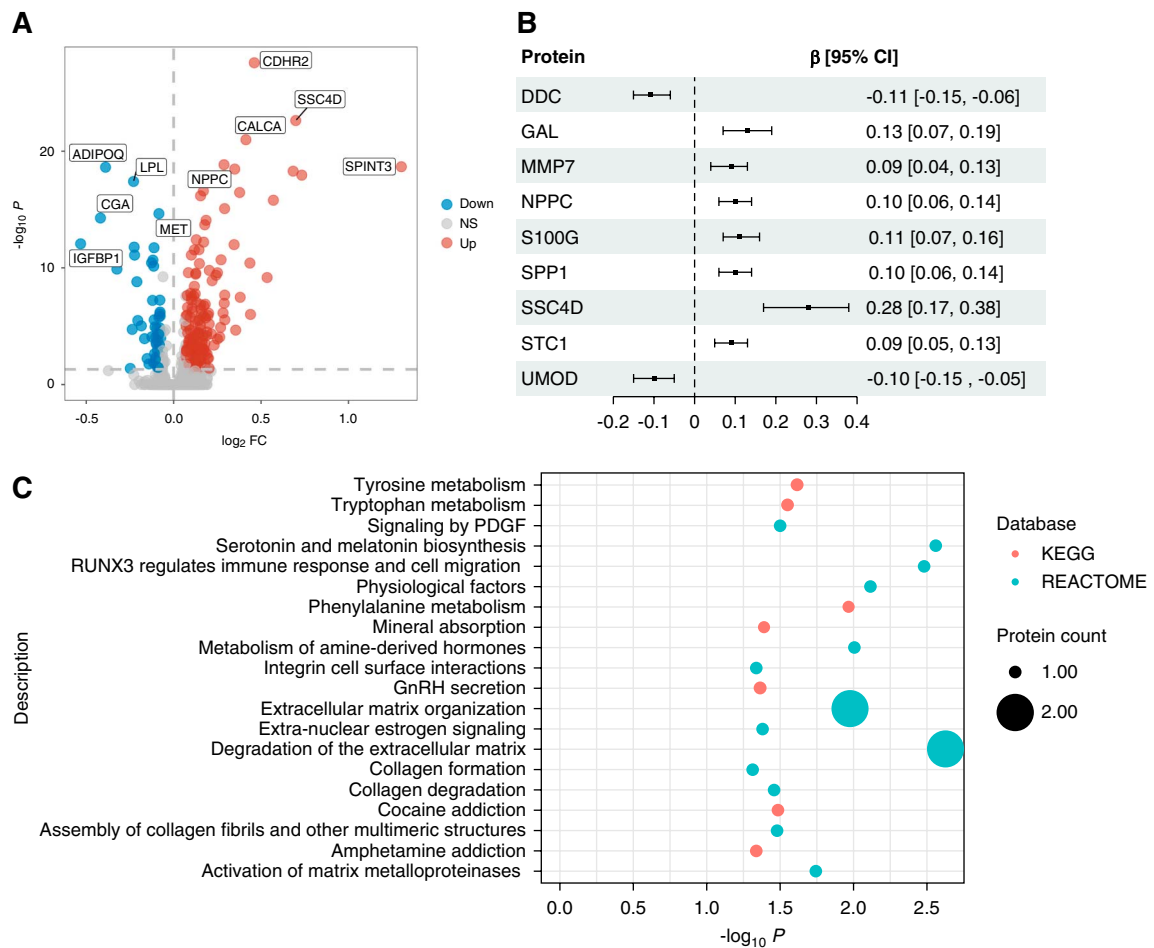 A
CDHR2
SSC4D
CALCA
ADIPOQ
LPL
SPINT3
NPPC
CGA
MET
IGFBP1
20
10
0
-log10 P
-0.5
0.0
0.5
1.0
log2 FC
Down
NS
Up
B
Protein β [95% CI]
DDC -0.11 [-0.15, -0.06]
GAL 0.13 [0.07, 0.19]
MMP7 0.09 [0.04, 0.13]
NPPC 0.10 [0.06, 0.14]
S100G 0.11 [0.07, 0.16]
SPP1 0.10 [0.06, 0.14]
SSC4D 0.28 [0.17, 0.38]
STC1 0.09 [0.05, 0.13]
UMOD -0.10 [-0.15 , -0.05]
-0.2 -0.1 0 0.1 0.2 0.3 0.4
C
Description
Tyrosine metabolism
Tryptophan metabolism
Signaling by PDGF
Serotonin and melatonin biosynthesis
RUNX3 regulates immune response and cell migration
Physiological factors
Phenylalanine metabolism
Mineral absorption
Metabolism of amine-derived hormones
Integrin cell surface interactions
GnRH secretion
Extracellular matrix organization
Extra-nuclear estrogen signaling
Degradation of the extracellular matrix
Collagen formation
Collagen degradation
Cocaine addiction
Assembly of collagen fibrils and other multimeric structures
Amphetamine addiction
Activation of matrix metalloproteinases
0.0 0.5 1.0 1.5 2.0 2.5
-log10 P
Database
KEGG
REACTOME
Protein count
1.00
2.00